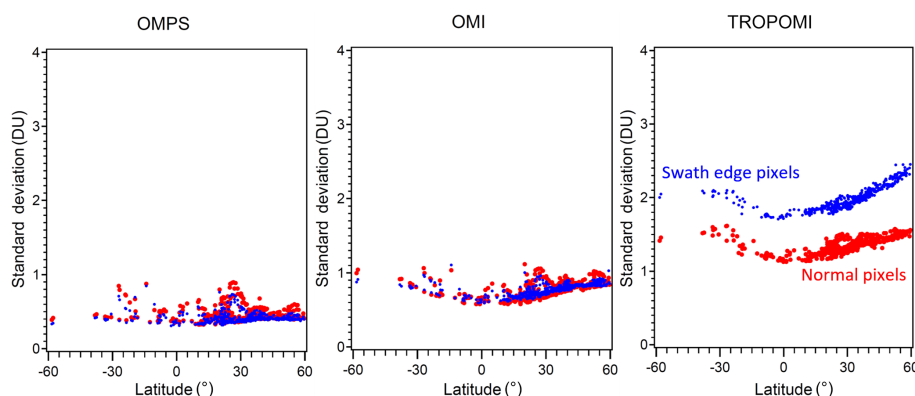 OMPS
OMI
TROPOMI
Standard deviation (DU)
4
3
2
1
0
-60
-30
0
30
60
Latitude (°)
Standard deviation (DU)
4
3
2
1
0
-60
-30
0
30
60
Latitude (°)
Standard deviation (DU)
4
3
2
1
0
-60
-30
0
30
60
Latitude (°)
Swath edge pixels
Normal pixels